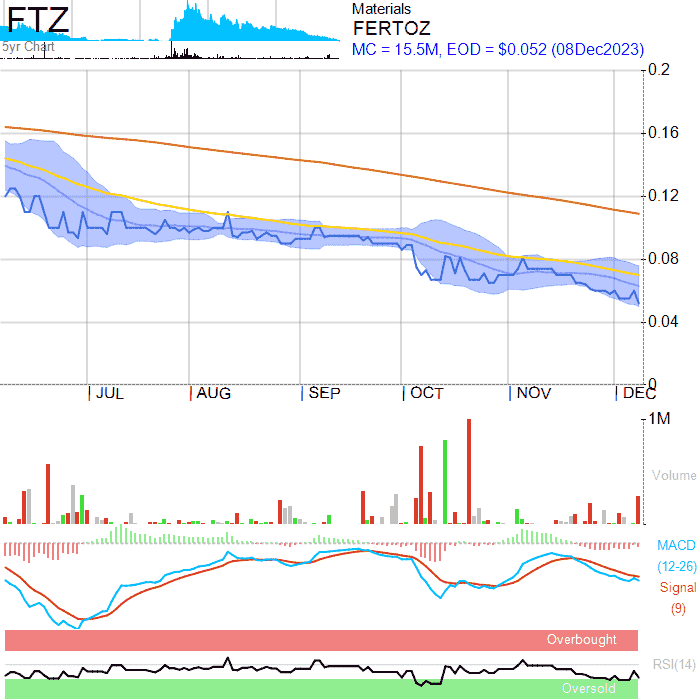 FTZ
5yr Chart
Materials
FERTOZ
MC = 15.5M, EOD = $0.052 (08Dec2023)
0.2
0.16
0.12
0.08
0.04
0
JUL AUG SEP OCT NOV DEC
1M
Volume
MACD
(12-26)
Signal
(9)
Overbought
RSI(14)
Oversold